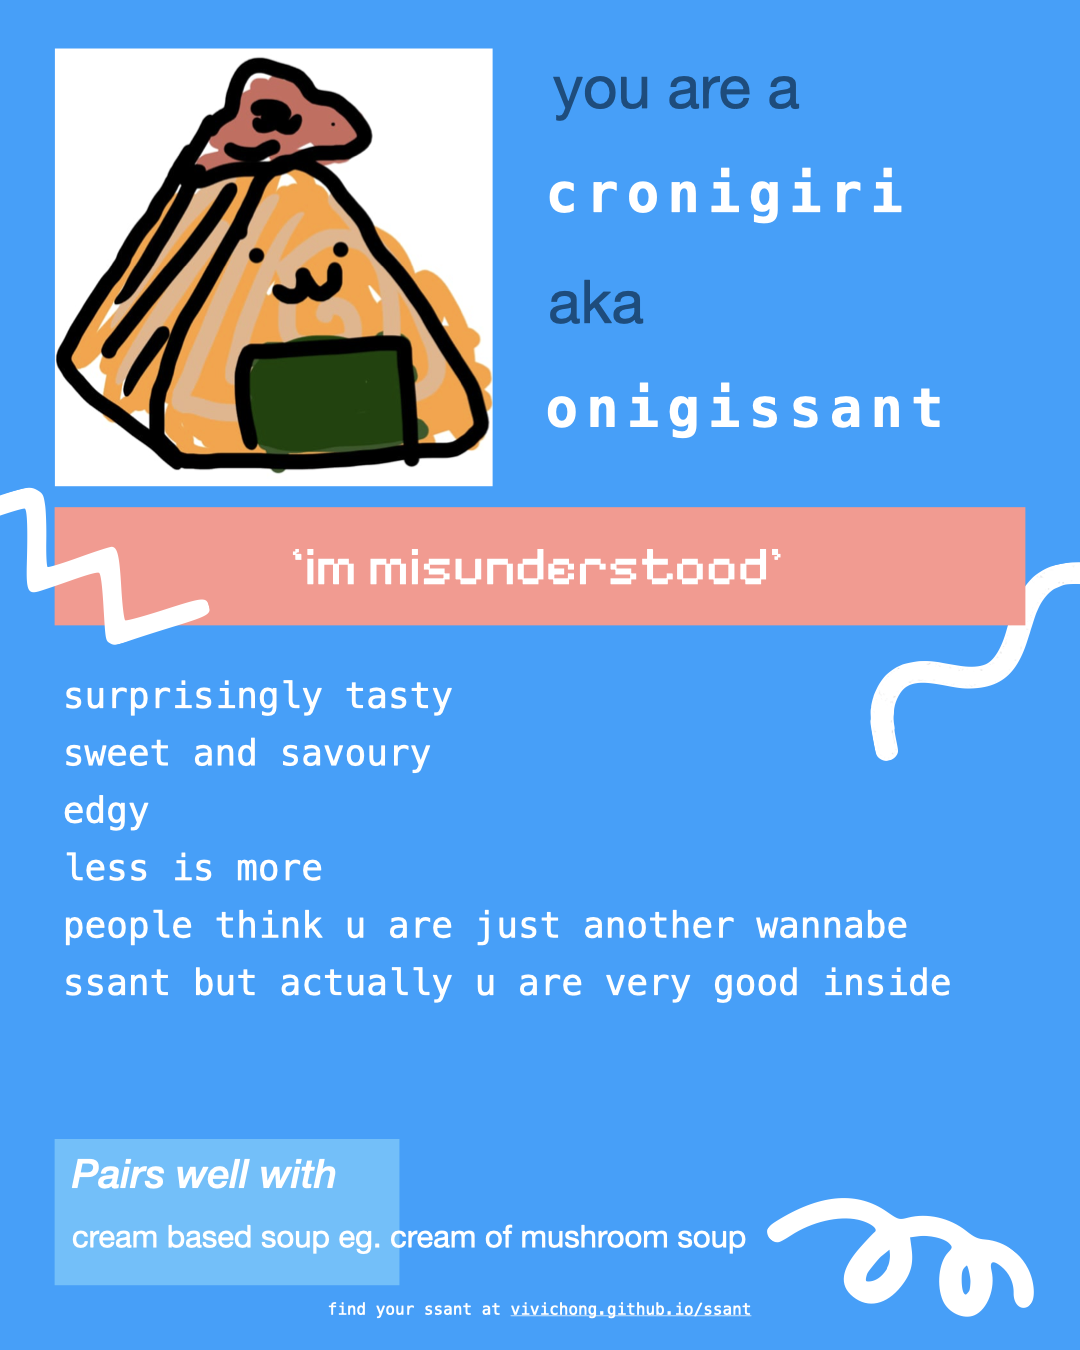 you are a
cronigiri
aka
onigissant
'im misunderstood'
surprisingly tasty
sweet and savoury
edgy
less is more
people think u are just another wannabe
ssant but actually u are very good inside
Pairs well with
cream based soup eg. cream of mushroom soup
find your ssant at vivichong.github.io/ssant